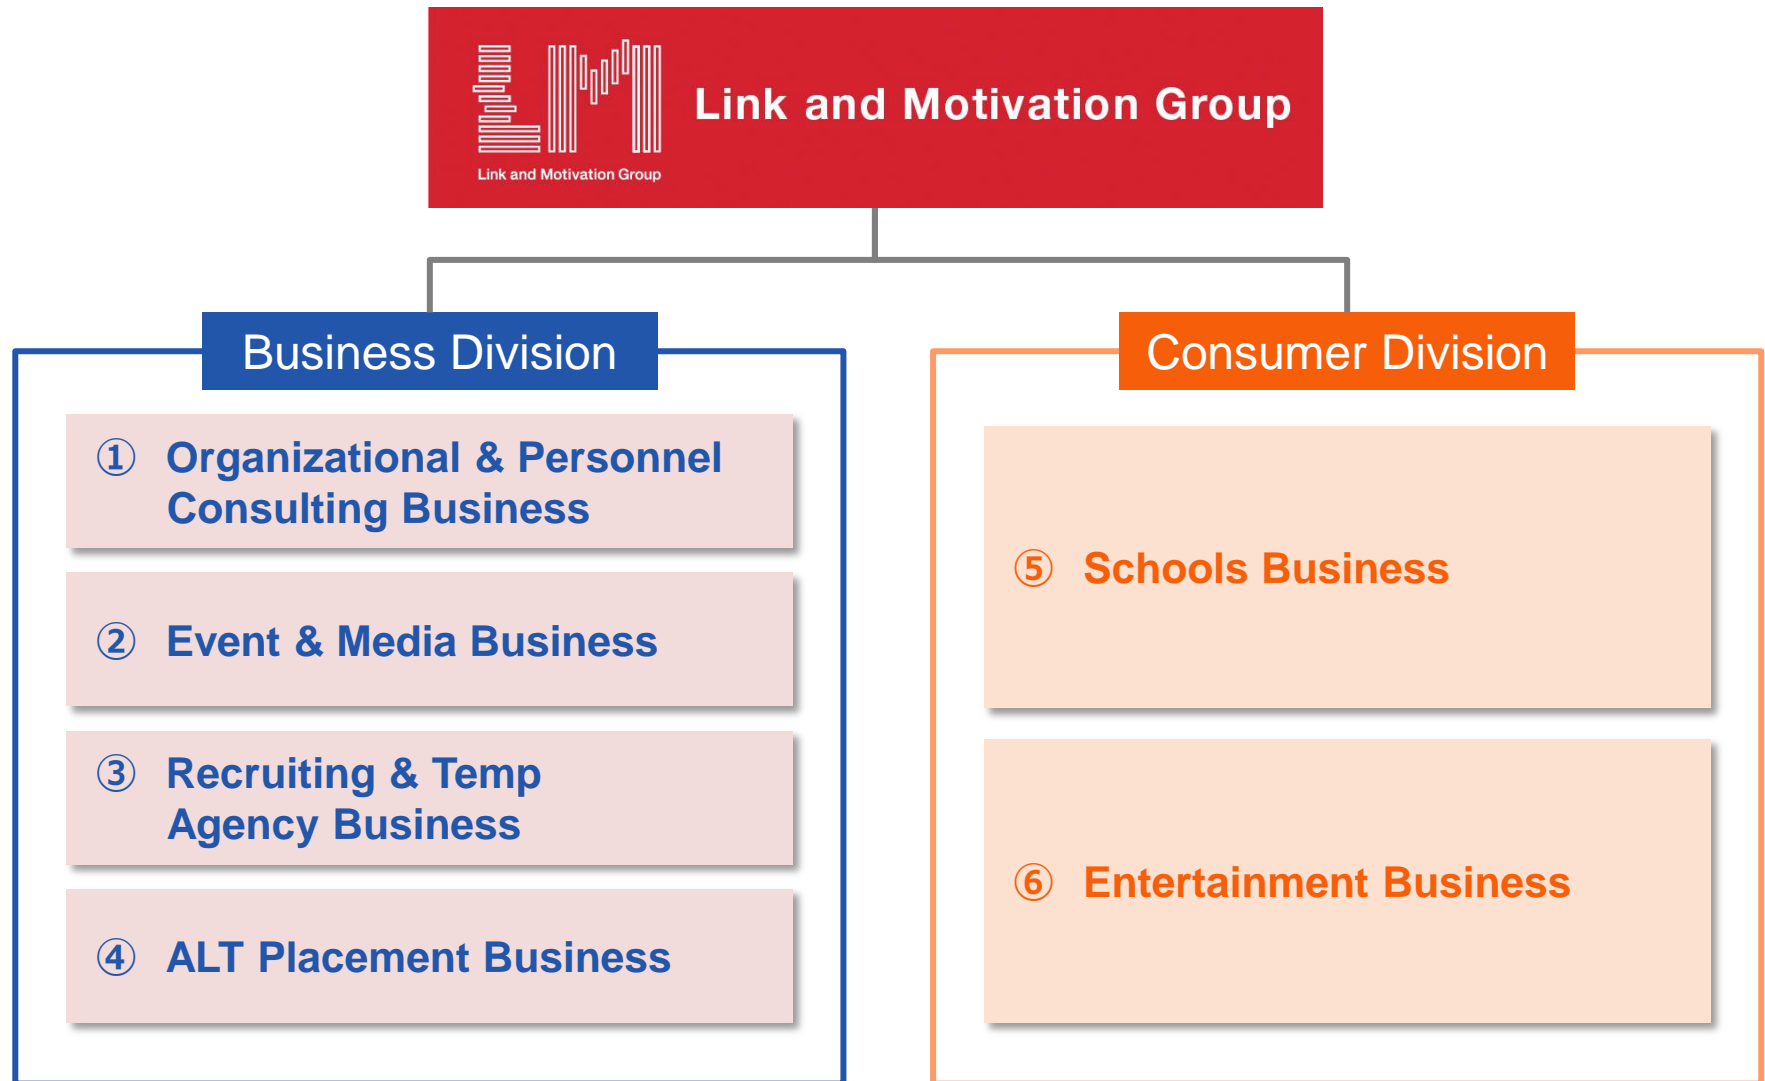 Link and Motivation Group
Link and Motivation Group
Business Division
① Organizational & Personnel
Consulting Business
② Event & Media Business
③ Recruiting & Temp
Agency Business
④ ALT Placement Business
Consumer Division
⑤ Schools Business
⑥ Entertainment Business